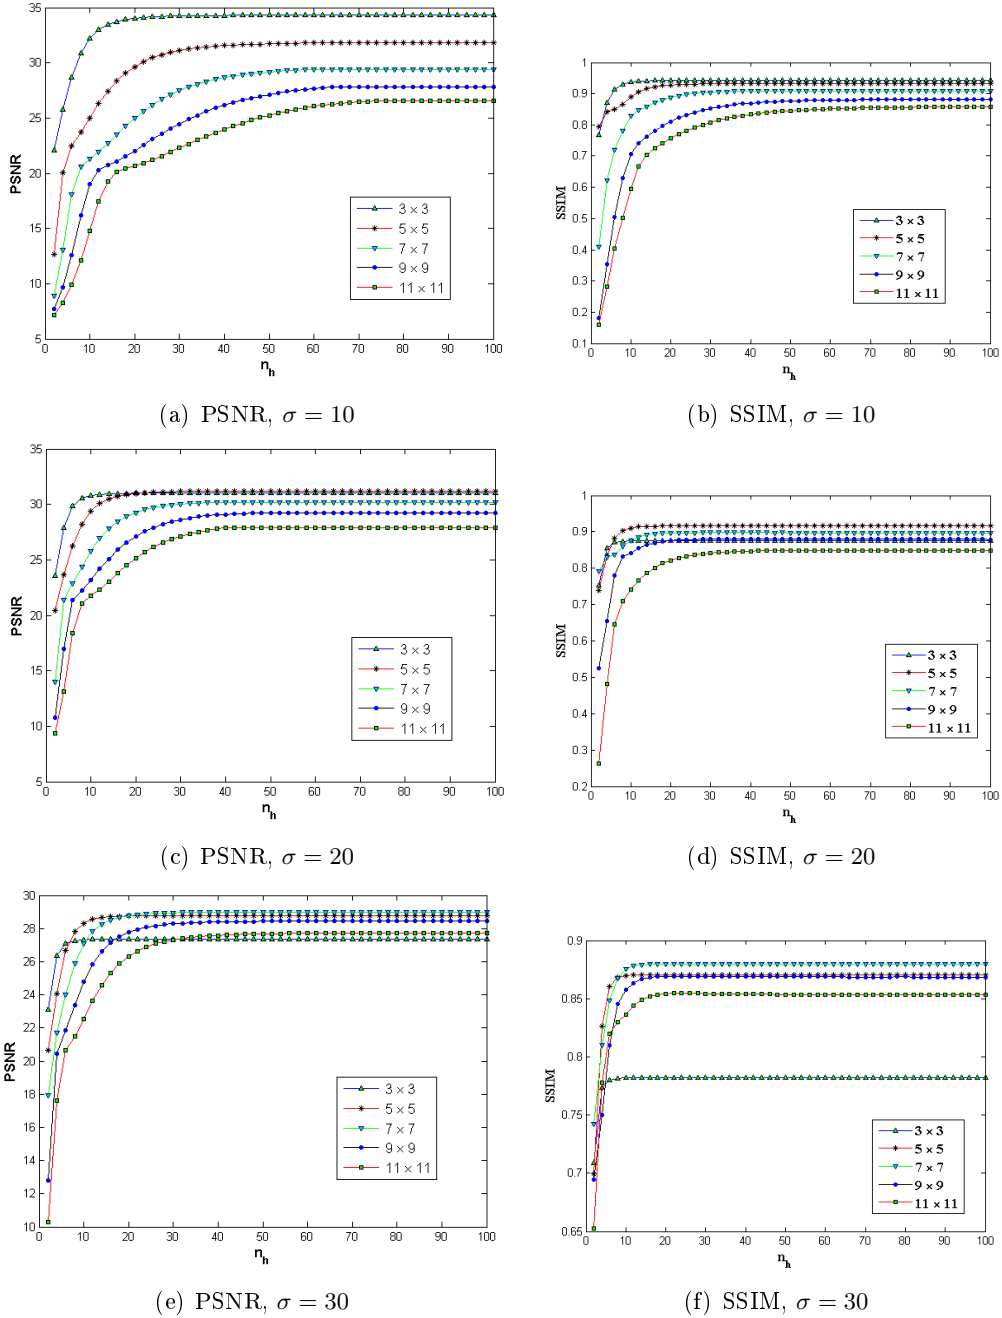 35
30
25
20
15
10
5
0 10 20 30 40 50 60 70 80 90 100
PSNR
n_h
3 × 3
5 × 5
7 × 7
9 × 9
11 × 11
(a) PSNR, σ = 10
1
0.9
0.8
0.7
0.6
0.5
0.4
0.3
0.2
0.1
0 10 20 30 40 50 60 70 80 90 100
SSIM
n_h
3 × 3
5 × 5
7 × 7
9 × 9
11 × 11
(b) SSIM, σ = 10
35
30
25
20
15
10
5
0 10 20 30 40 50 60 70 80 90 100
PSNR
n_h
3 × 3
5 × 5
7 × 7
9 × 9
11 × 11
(c) PSNR, σ = 20
1
0.9
0.8
0.7
0.6
0.5
0.4
0.3
0.2
0 10 20 30 40 50 60 70 80 90 100
SSIM
n_h
3 × 3
5 × 5
7 × 7
9 × 9
11 × 11
(d) SSIM, σ = 20
30
28
26
24
22
20
18
16
14
12
10
0 10 20 30 40 50 60 70 80 90 100
PSNR
n_h
3 × 3
5 × 5
7 × 7
9 × 9
11 × 11
(e) PSNR, σ = 30
0.9
0.85
0.8
0.75
0.7
0.65
0 10 20 30 40 50 60 70 80 90 100
SSIM
n_h
3 × 3
5 × 5
7 × 7
9 × 9
11 × 11
(f) SSIM, σ = 30